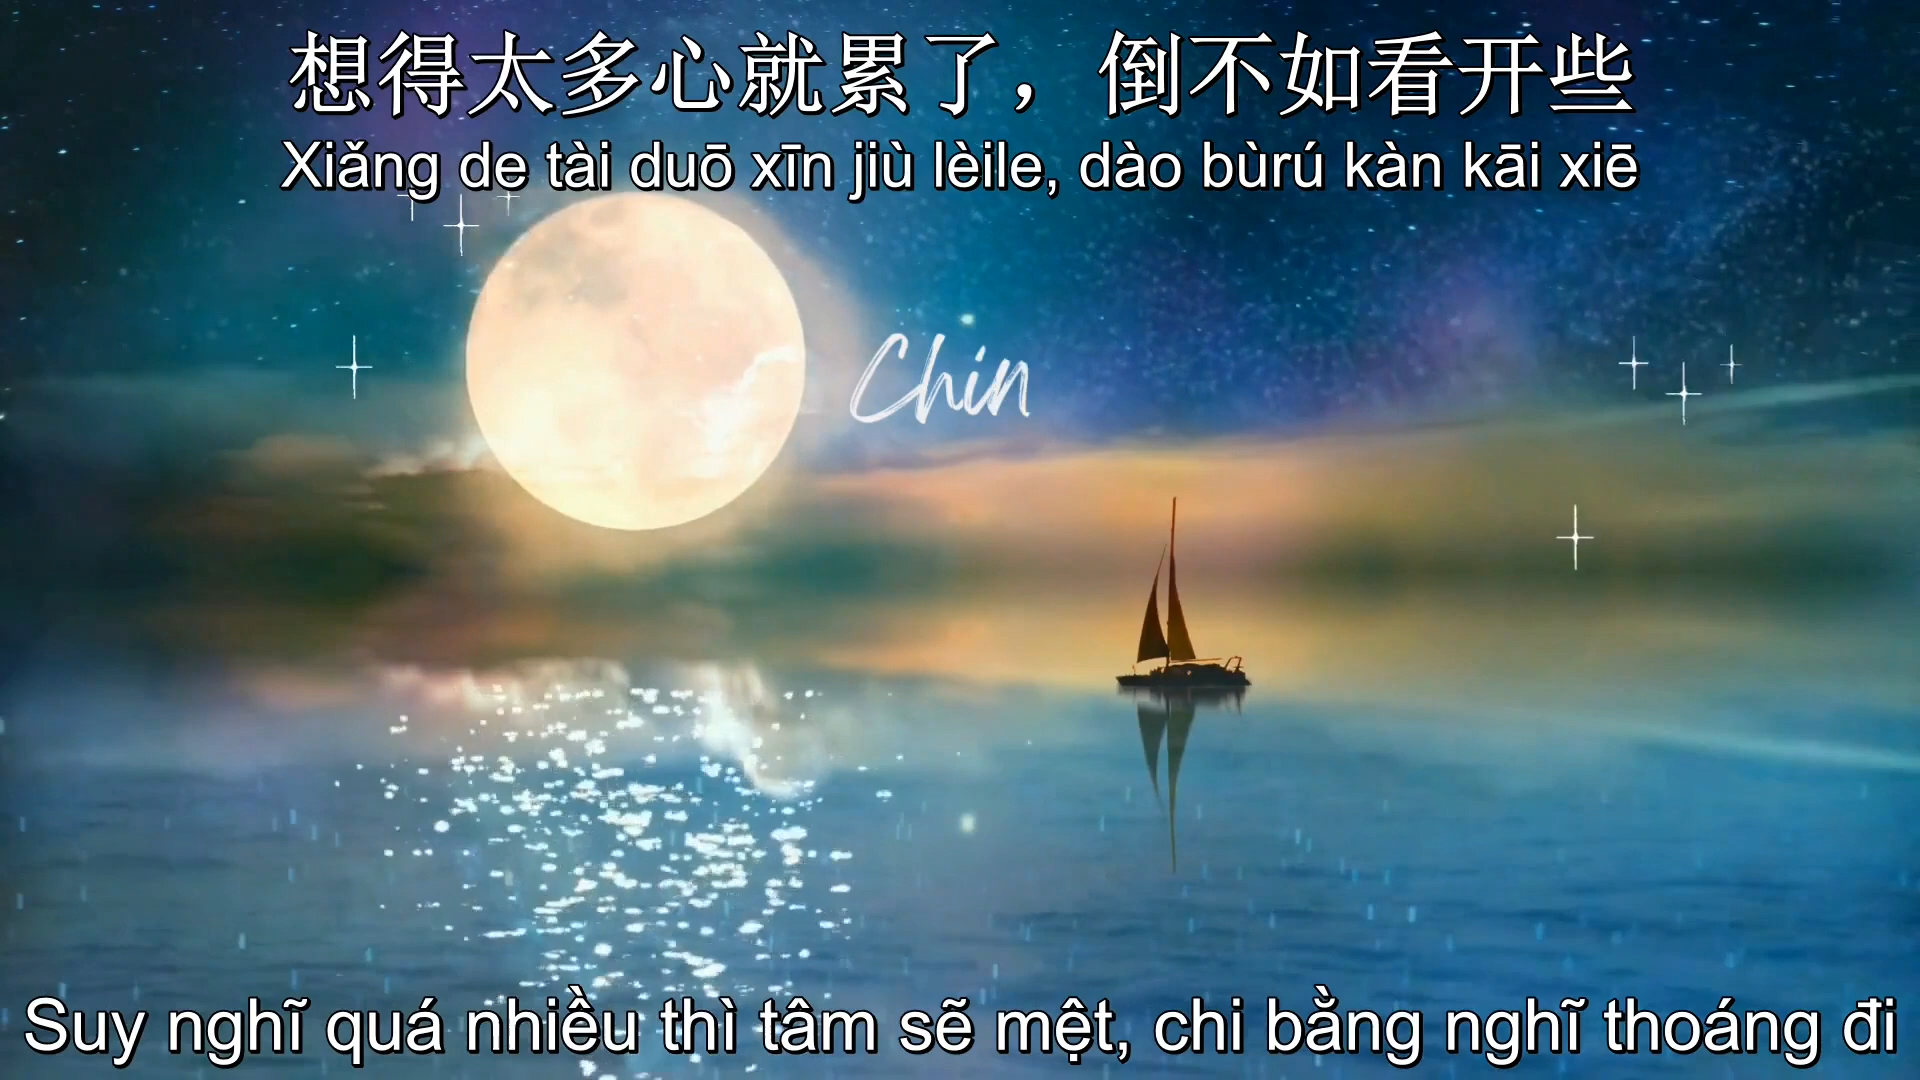 想得太多心就累了，倒不如看开些
Xiǎng de tài duō xīn jiù lèile, dào bùrú kàn kāi xiē
Chin
Suy nghĩ quá nhiều thì tâm sẽ mệt, chi bằng nghĩ thoáng đi